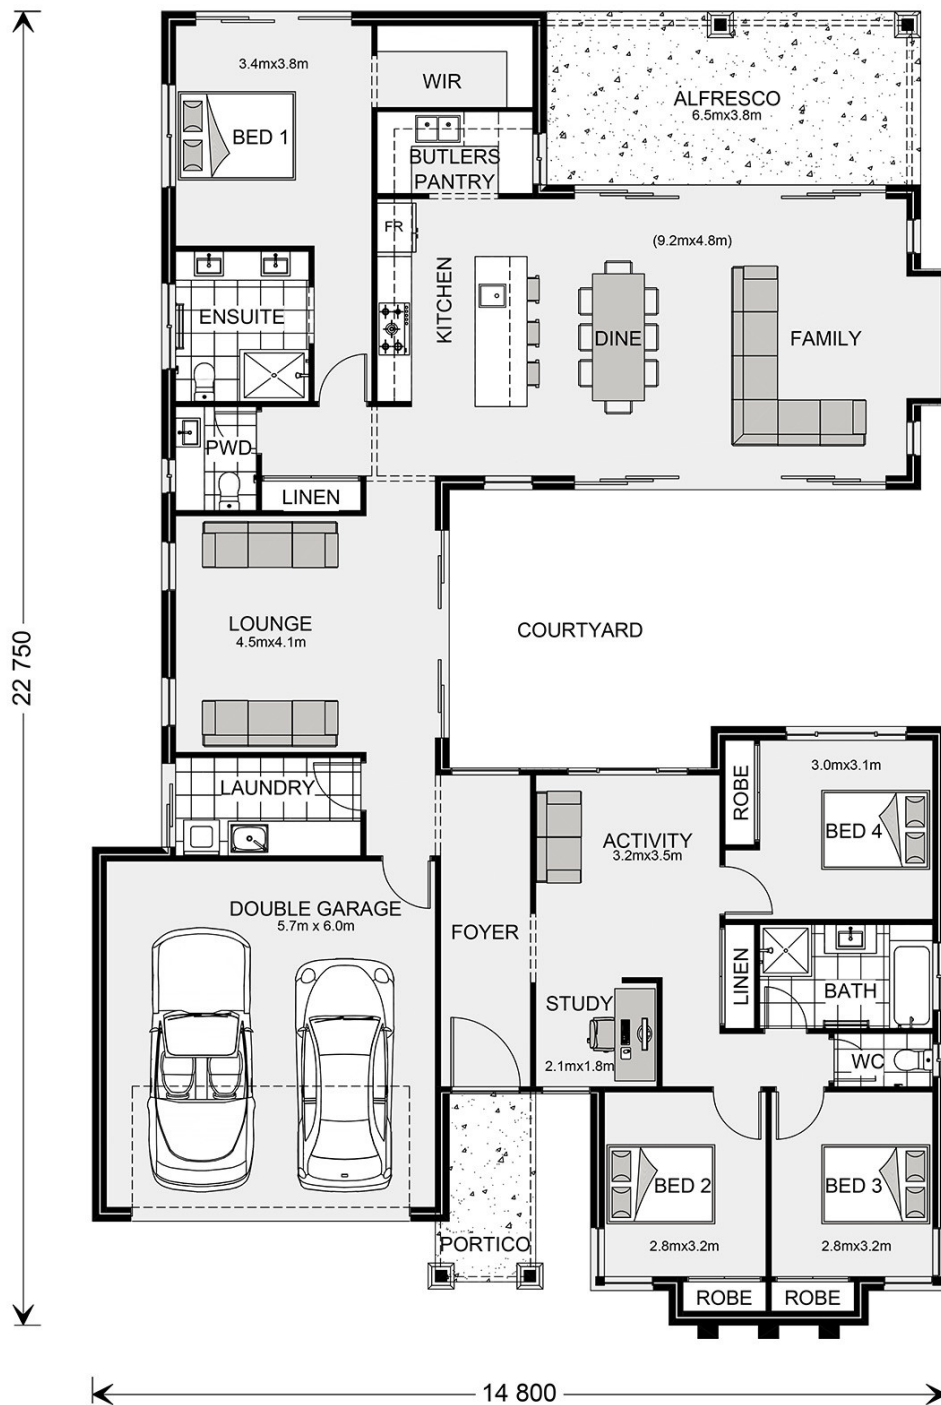 3.4mx3.8m
WIR
BED 1
ALFRESCO
6.5mx3.8m
BUTLERS
PANTRY
FR
(9.2mx4.8m)
KITCHEN
ENSUITE
DINE
FAMILY
PWD
LINEN
LOUNGE
4.5mx4.1m
COURTYARD
22 750
LAUNDRY
ROBE
3.0mx3.1m
BED 4
ACTIVITY
3.2mx3.5m
DOUBLE GARAGE
5.7m x 6.0m
FOYER
LINEN
BATH
STUDY
2.1mx1.8m
WC
BED 2
2.8mx3.2m
BED 3
2.8mx3.2m
PORTICO
ROBE
ROBE
14 800